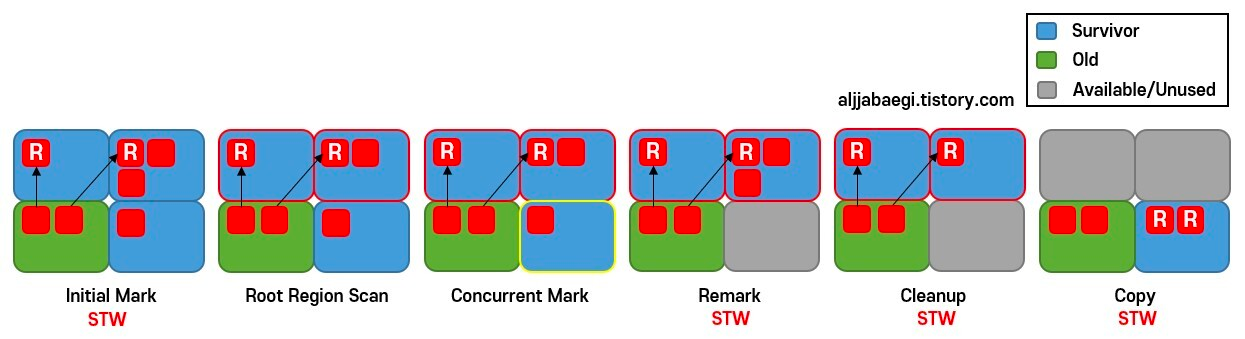 Survivor
Old
Available/Unused
aljjabaegi.tistory.com
R R
R R
R R
R R
R R
R R
Initial Mark
STW
Root Region Scan
Concurrent Mark
Remark
STW
Cleanup
STW
Copy
STW